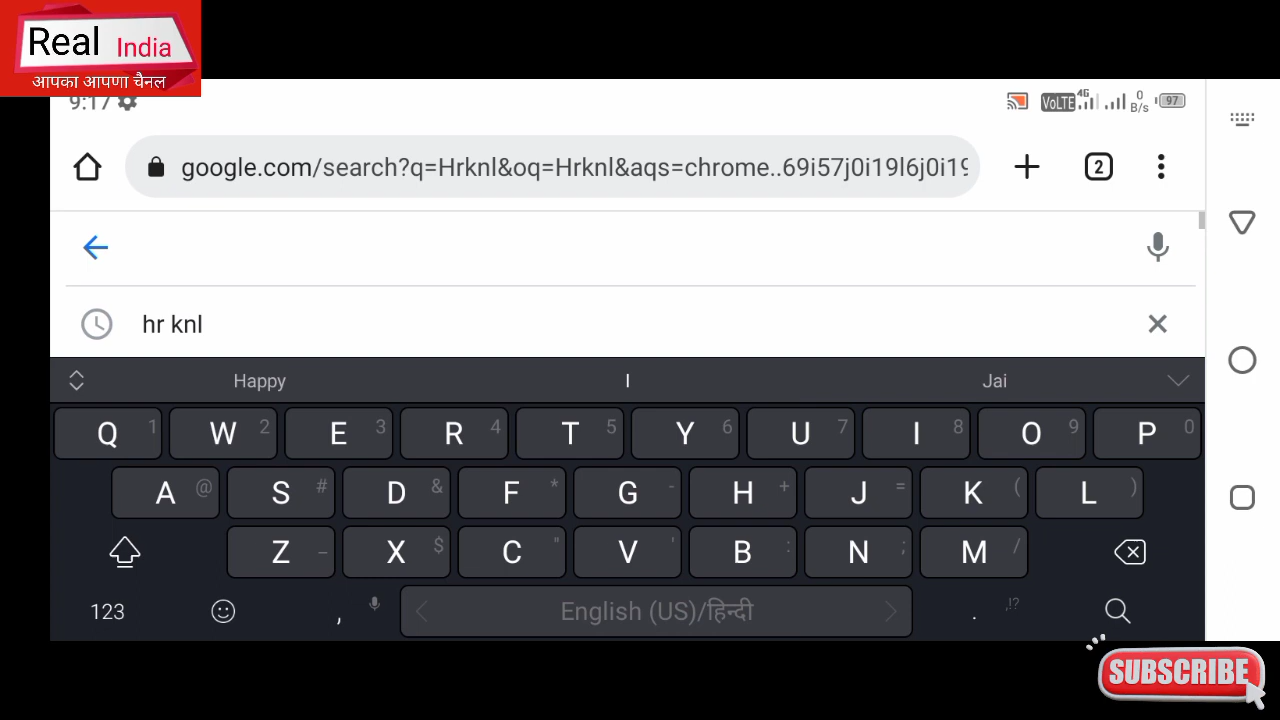 Real India
आपका आपणा चैनल
9:17
VoLTE 4G 0 B/s 97
google.com/search?q=Hrknl&oq=Hrknl&aqs=chrome..69i57j0i19l6j0i19
2
hr knl
Happy I Jai
Q 1 W 2 E 3 R 4 T 5 Y 6 U 7 I 8 O 9 P 0
A @ S # D & F * G - H + J = K ( L )
Z _ X $ C " V ' B : N ; M /
123 , English (US)/हिन्दी . ,!?
SUBSCRIBE